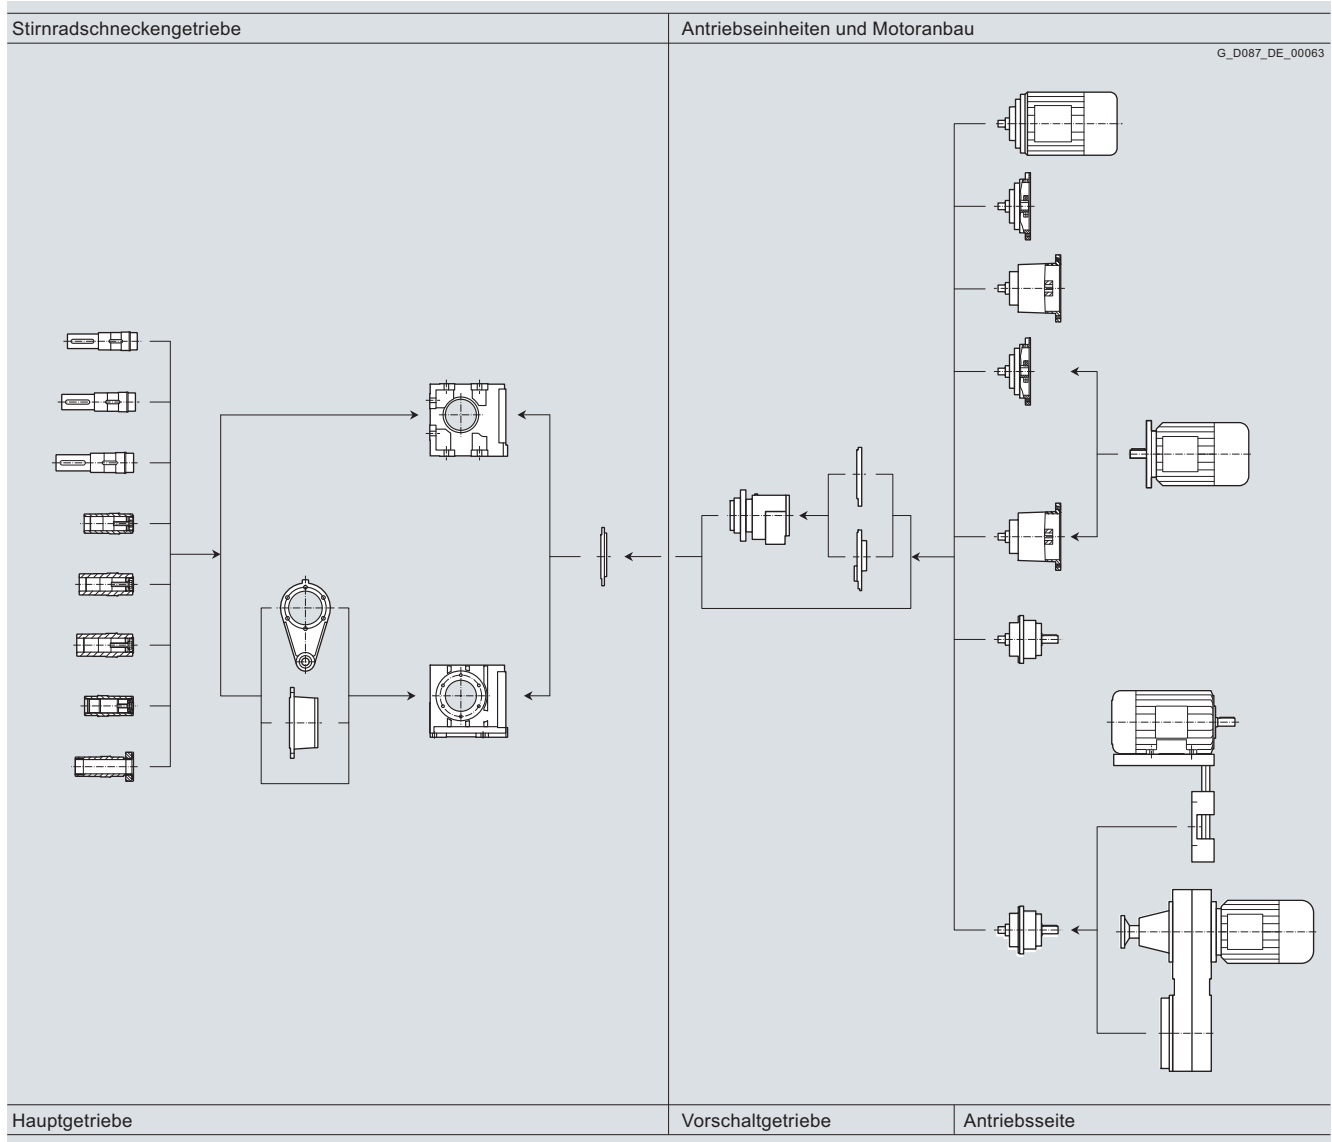 Stirnradschneckengetriebe
Antriebseinheiten und Motoranbau
G_D087_DE_00063
Hauptgetriebe
Vorschaltgetriebe
Antriebsseite